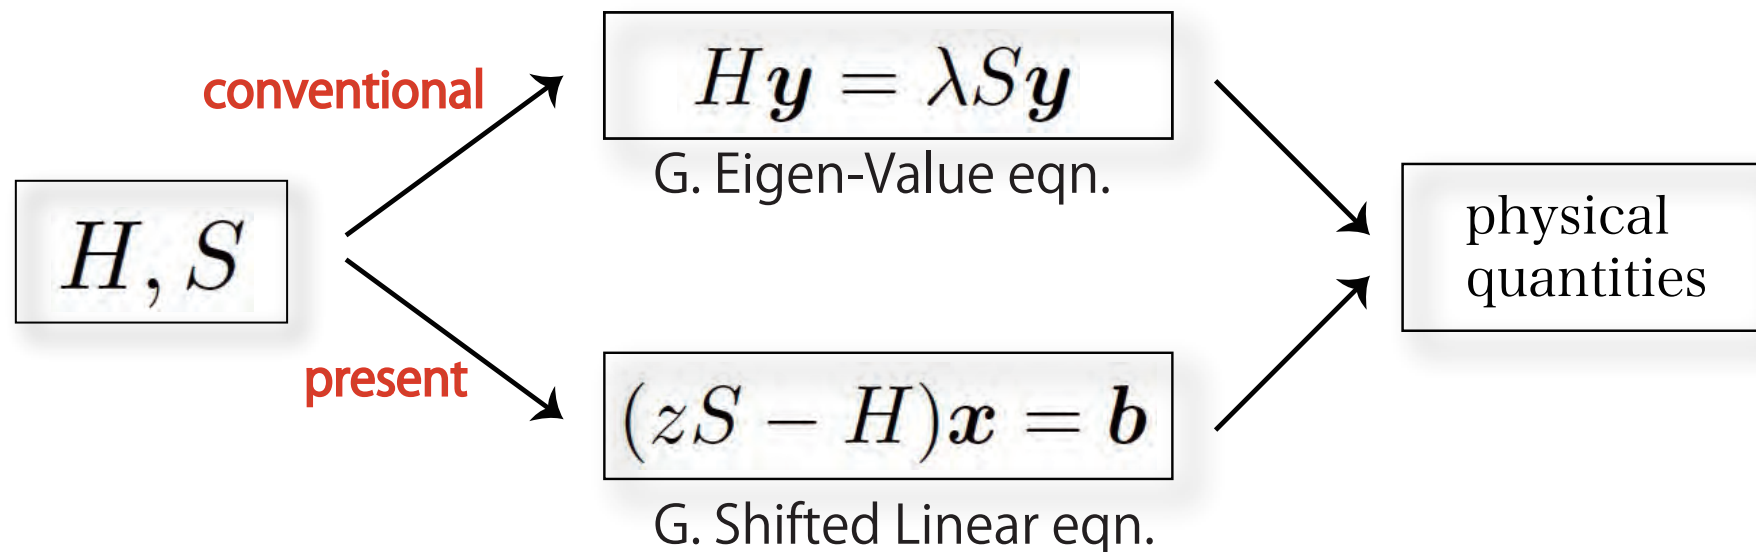 conventional
Hy = λSy
G. Eigen-Value eqn.
H, S
physical
quantities
present
(zS − H)x = b
G. Shifted Linear eqn.